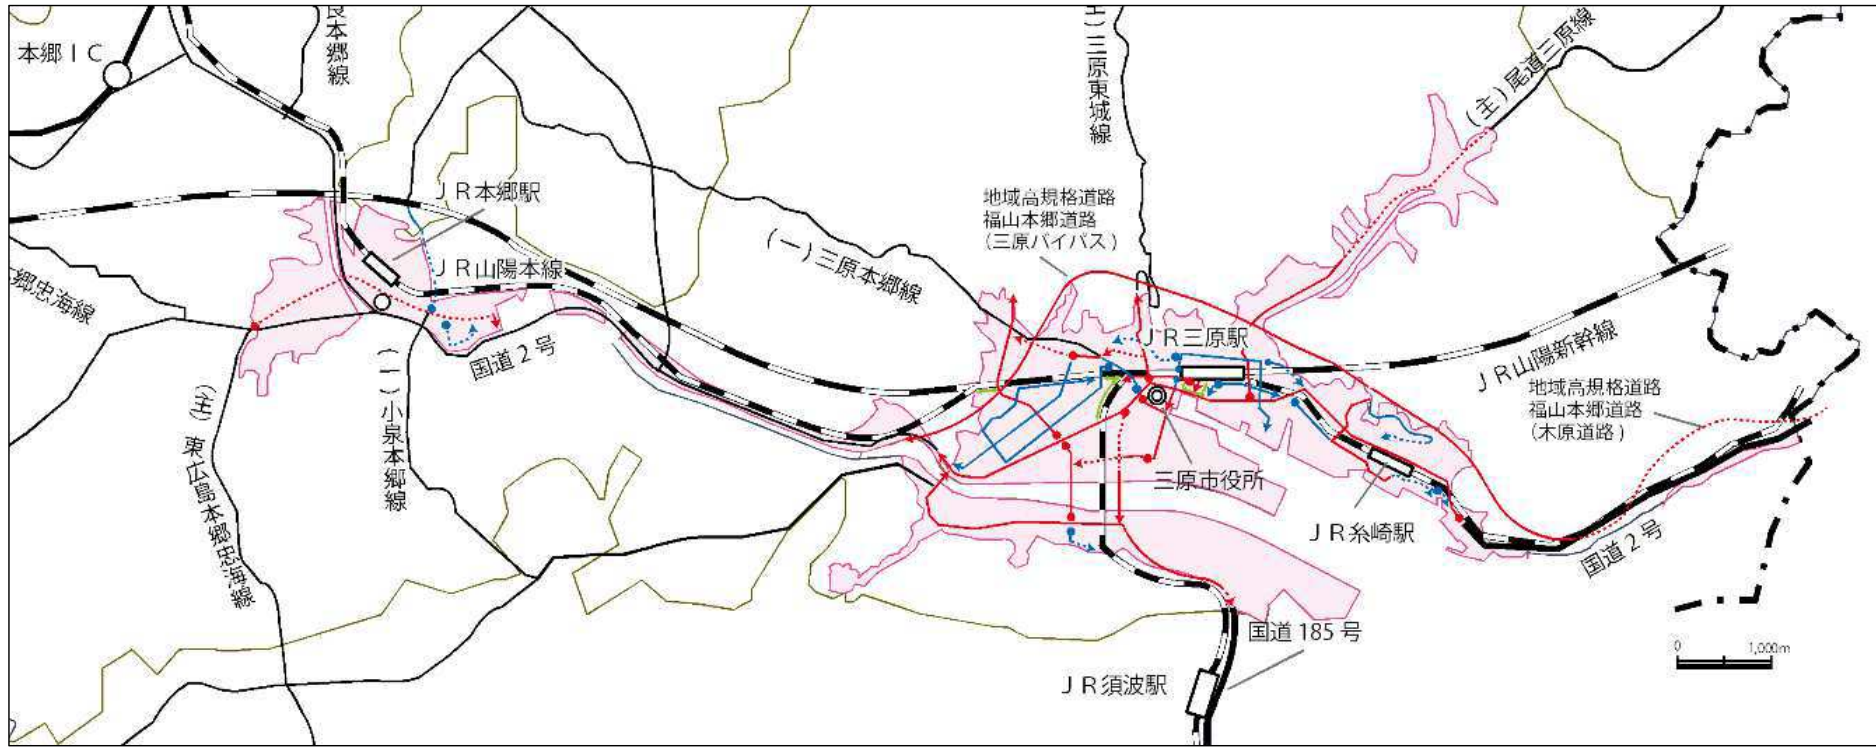 本郷ＩＣ
良本郷線
(主)三原東城線
(主)尾道三原線
ＪＲ本郷駅
地域高規格道路
福山本郷道路
(三原バイパス)
ＪＲ山陽本線
(一)三原本郷線
本郷忠海線
ＪＲ三原駅
ＪＲ山陽新幹線
国道２号
地域高規格道路
福山本郷道路
(木原道路)
(主)東広島本郷忠海線
(一)小泉本郷線
三原市役所
ＪＲ糸崎駅
国道２号
国道185号
ＪＲ須波駅
0
1,000m